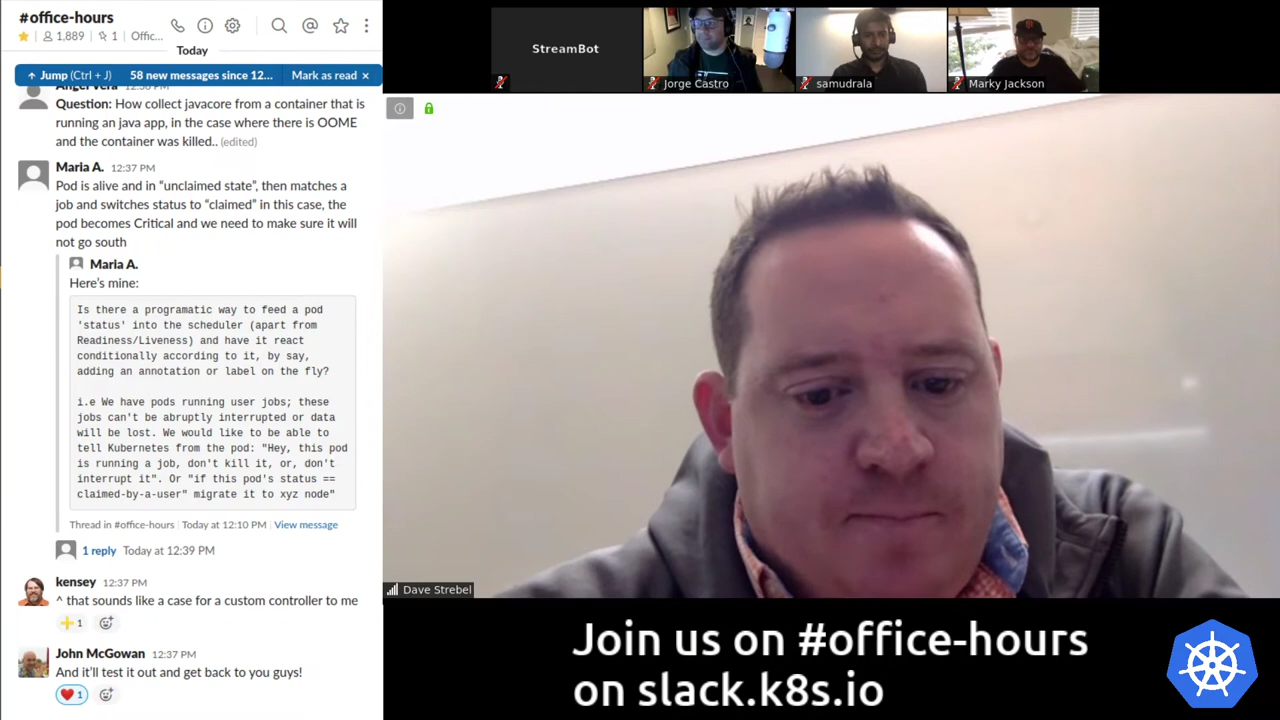 #office-hours
1,889
1
Offic...
Today
Jump (Ctrl + J)
58 new messages since 12...
Mark as read ×
Angel Vera 12:36 PM
Question: How collect javacore from a container that is
running an java app, in the case where there is OOME
and the container was killed.. (edited)
Maria A. 12:37 PM
Pod is alive and in “unclaimed state”, then matches a
job and switches status to “claimed” in this case, the
pod becomes Critical and we need to make sure it will
not go south
Maria A.
Here’s mine:
Is there a programatic way to feed a pod
'status' into the scheduler (apart from
Readiness/Liveness) and have it react
conditionally according to it, by say,
adding an annotation or label on the fly?
i.e We have pods running user jobs; these
jobs can't be abruptly interrupted or data
will be lost. We would like to be able to
tell Kubernetes from the pod: "Hey, this pod
is running a job, don't kill it, or, don't
interrupt it". Or "if this pod's status ==
claimed-by-a-user" migrate it to xyz node"
Thread in #office-hours | Today at 12:10 PM | View message
1 reply Today at 12:39 PM
kensey 12:37 PM
^ that sounds like a case for a custom controller to me
1
John McGowan 12:37 PM
And it’ll test it out and get back to you guys!
1
StreamBot
Jorge Castro
samudrala
Marky Jackson
Dave Strebel
Join us on #office-hours
on slack.k8s.io